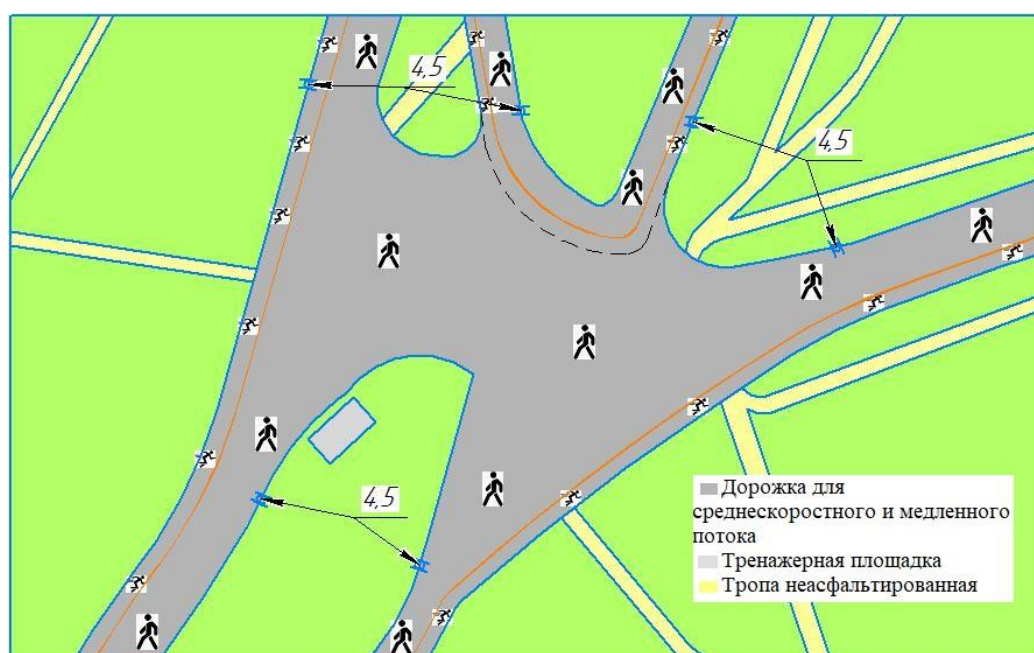 4,5
4,5
4,5
Дорожка для
среднескоростного и медленного
потока
Тренажерная площадка
Тропа неасфальтированная